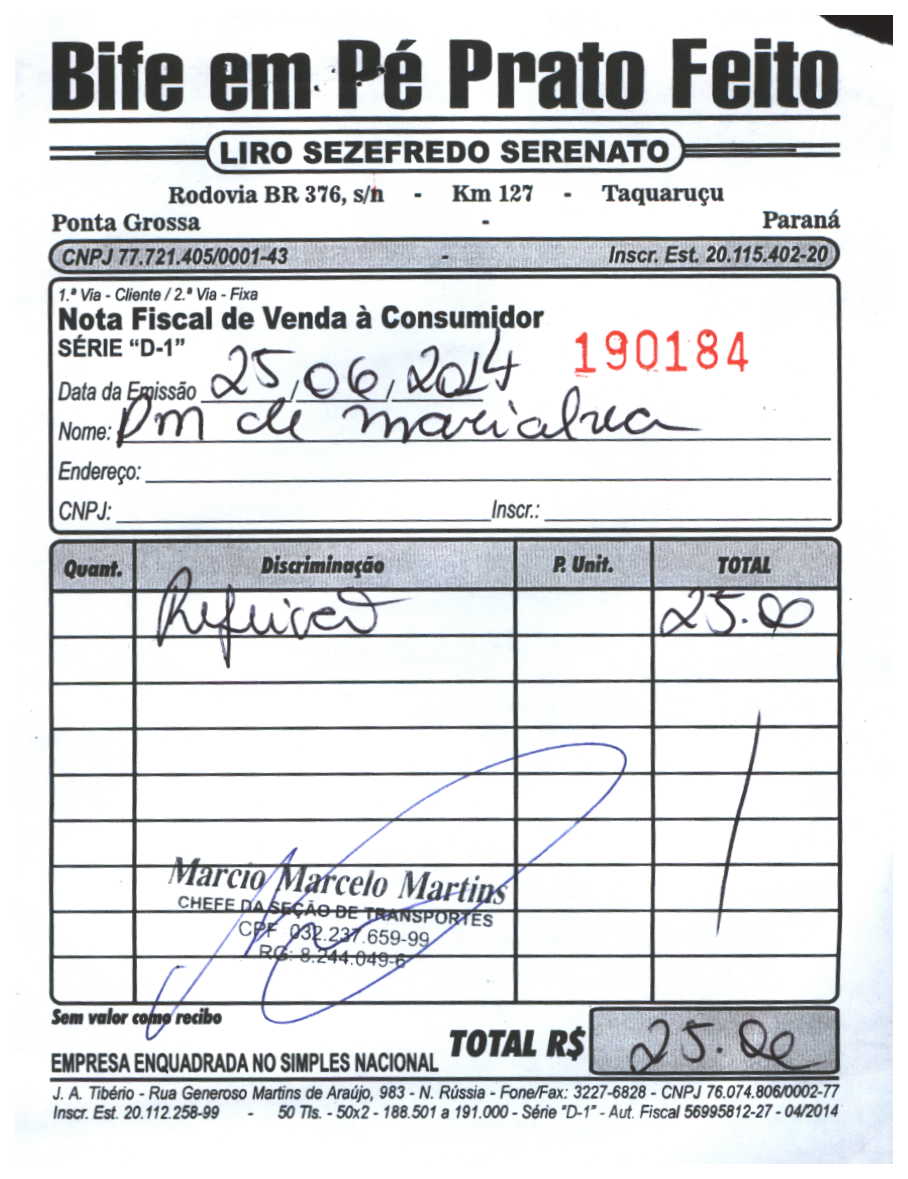 Bife em Pé Prato Feito
LIRO SEZEFREDO SERENATO
Rodovia BR 376, s/n - Km 127 - Taquaruçu
Ponta Grossa - Paraná
CNPJ 77.721.405/0001-43 - Inscr. Est. 20.115.402-20
1.ª Via - Cliente / 2.ª Via - Fixa
Nota Fiscal de Venda à Consumidor
SÉRIE "D-1"
190184
Data da Emissão 25,06,2014
Nome: Pm de marialva
Endereço:
CNPJ: Inscr.:
Quant. Discriminação P. Unit. TOTAL
Refeição 25.00
Marcio Marcelo Martins
CHEFE DA SEÇÃO DE TRANSPORTES
CPF 032.237.659-99
RG: 8.244.049-6
Sem valor como recibo
TOTAL R$ 25.00
EMPRESA ENQUADRADA NO SIMPLES NACIONAL
J. A. Tibério - Rua Generoso Martins de Araújo, 983 - N. Rússia - Fone/Fax: 3227-6828 - CNPJ 76.074.806/0002-77
Inscr. Est. 20.112.258-99 - 50 Tls. - 50x2 - 188.501 a 191.000 - Série "D-1" - Aut. Fiscal 56995812-27 - 04/2014